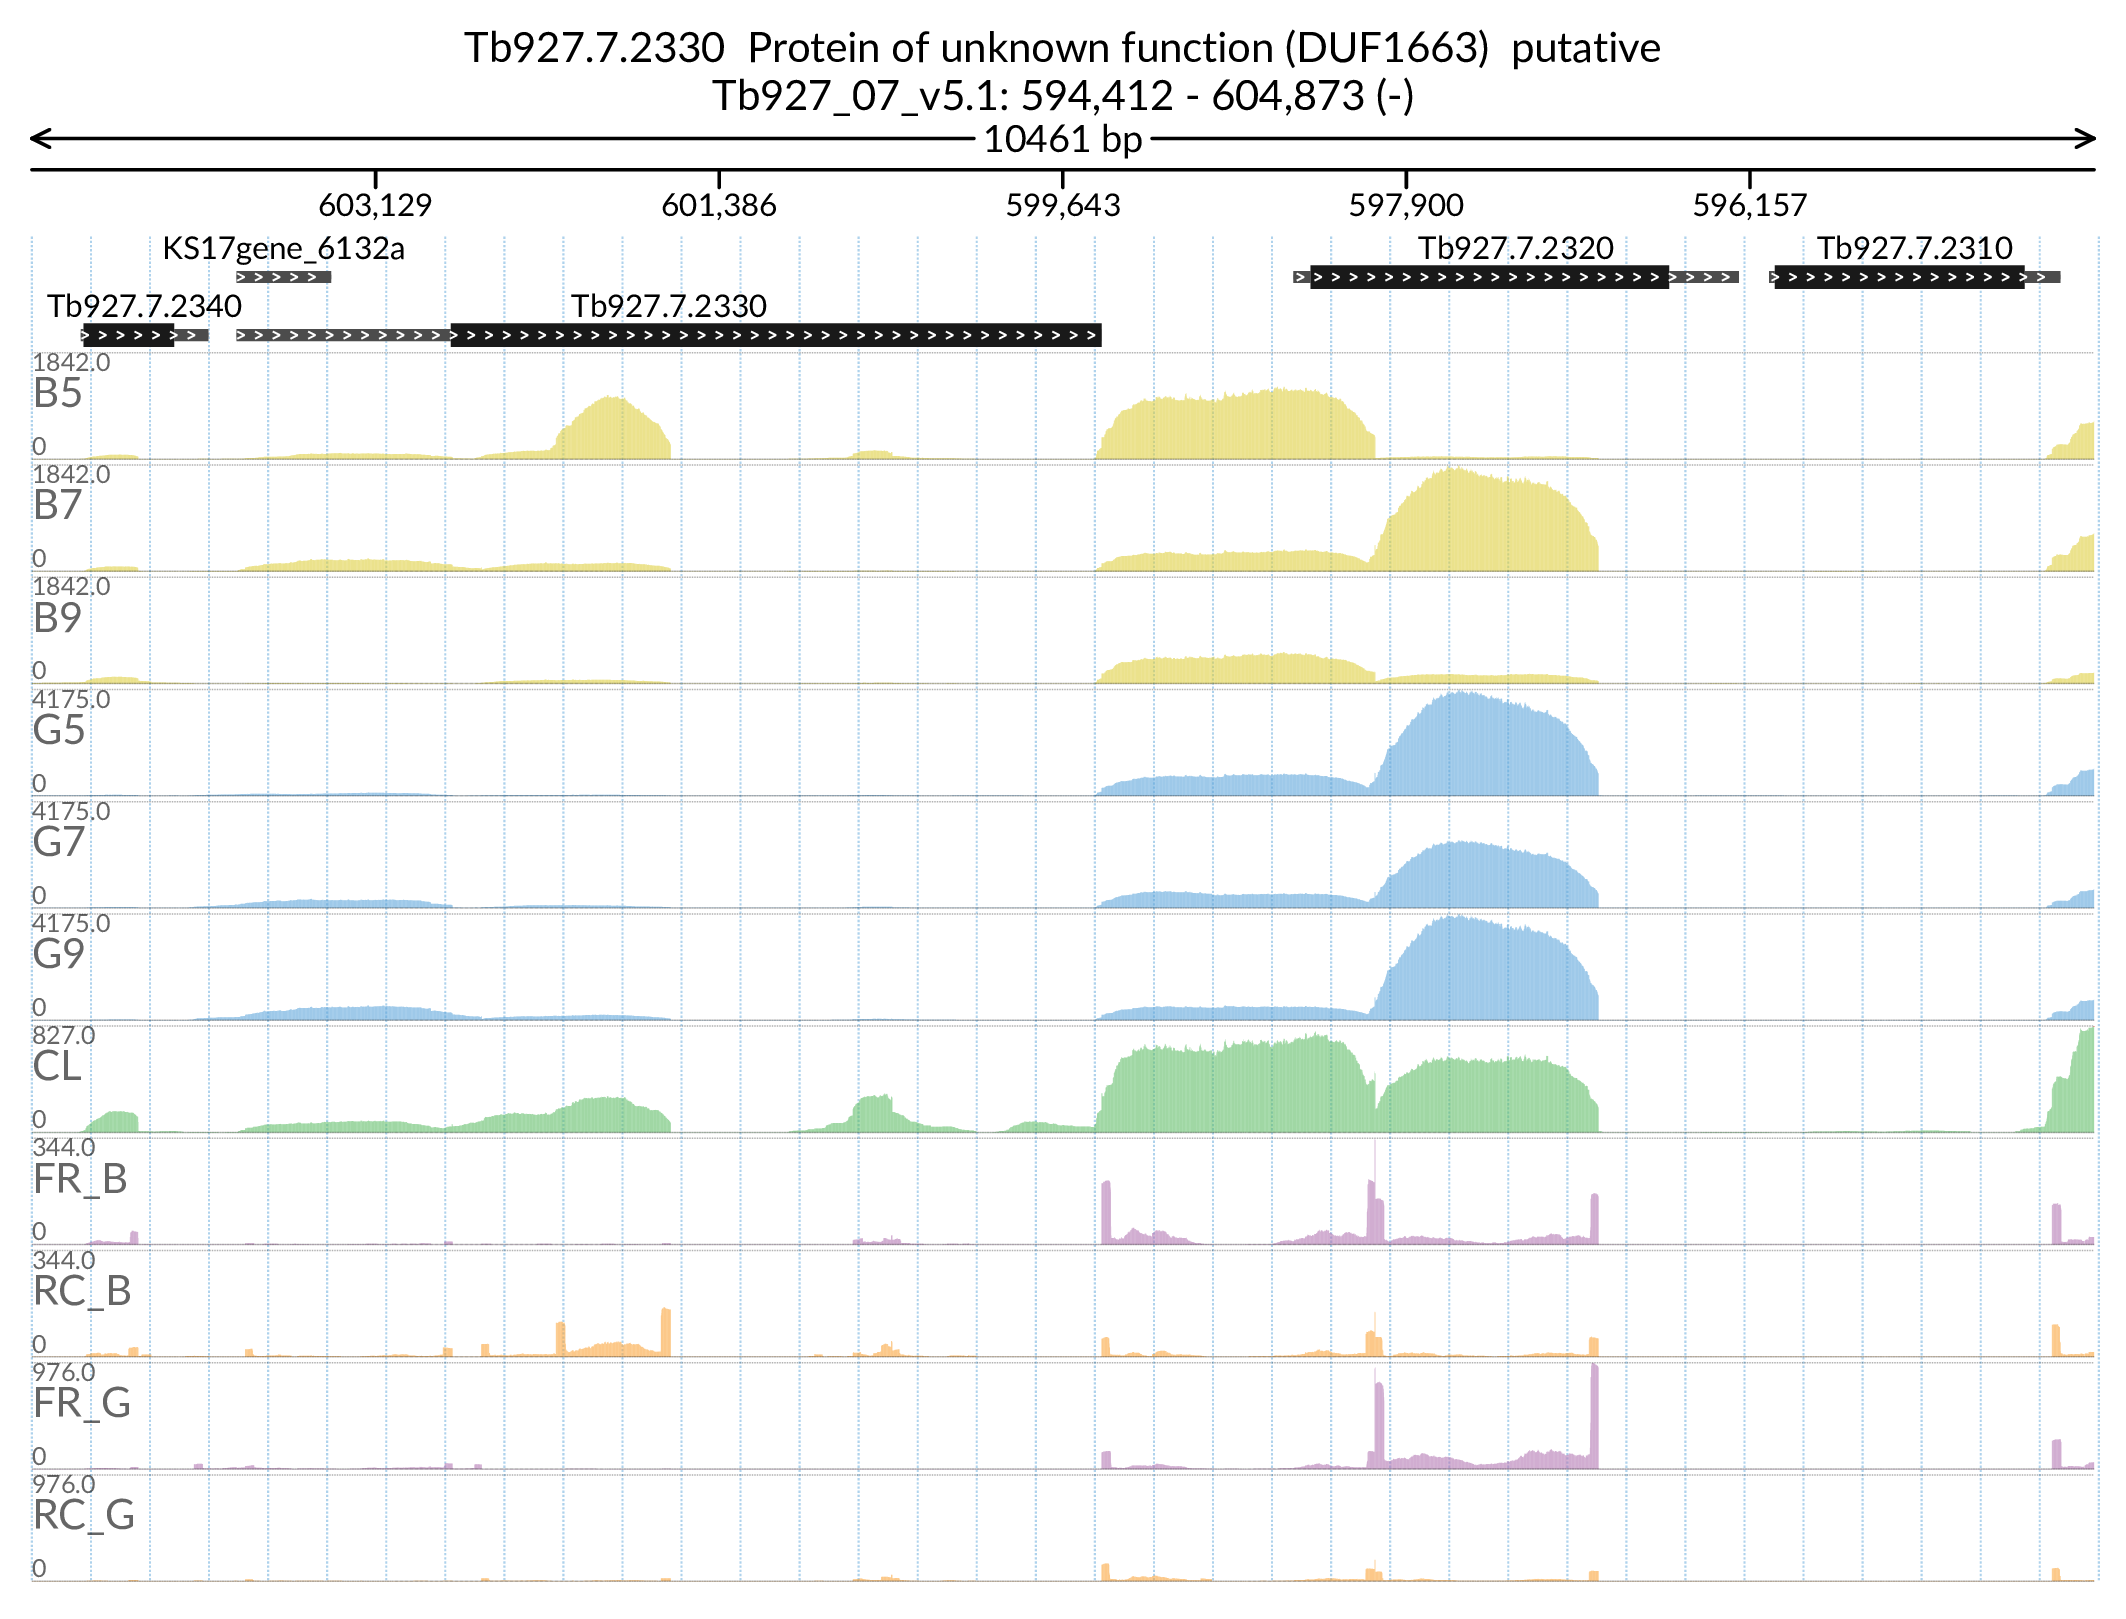 Tb927.7.2330  Protein of unknown function (DUF1663)  putative
Tb927_07_v5.1: 594,412 - 604,873 (-)
10461 bp
603,129 601,386 599,643 597,900 596,157
KS17gene_6132a Tb927.7.2320 Tb927.7.2310
Tb927.7.2340 Tb927.7.2330
1842.0
B5
0
1842.0
B7
0
1842.0
B9
0
4175.0
G5
0
4175.0
G7
0
4175.0
G9
0
827.0
CL
0
344.0
FR_B
0
344.0
RC_B
0
976.0
FR_G
0
976.0
RC_G
0